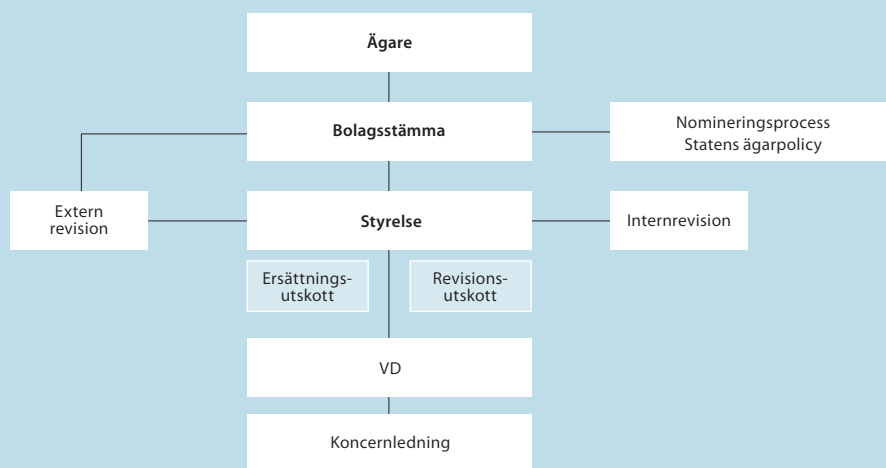 Ägare
Bolagsstämma
Nomineringsprocess
Statens ägarpolicy
Extern
revision
Styrelse
Internrevision
Ersättnings-
utskott
Revisions-
utskott
VD
Koncernledning